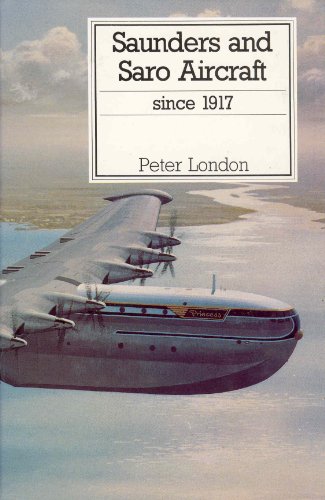 Saunders and
Saro Aircraft
since 1917
Peter London
Princess